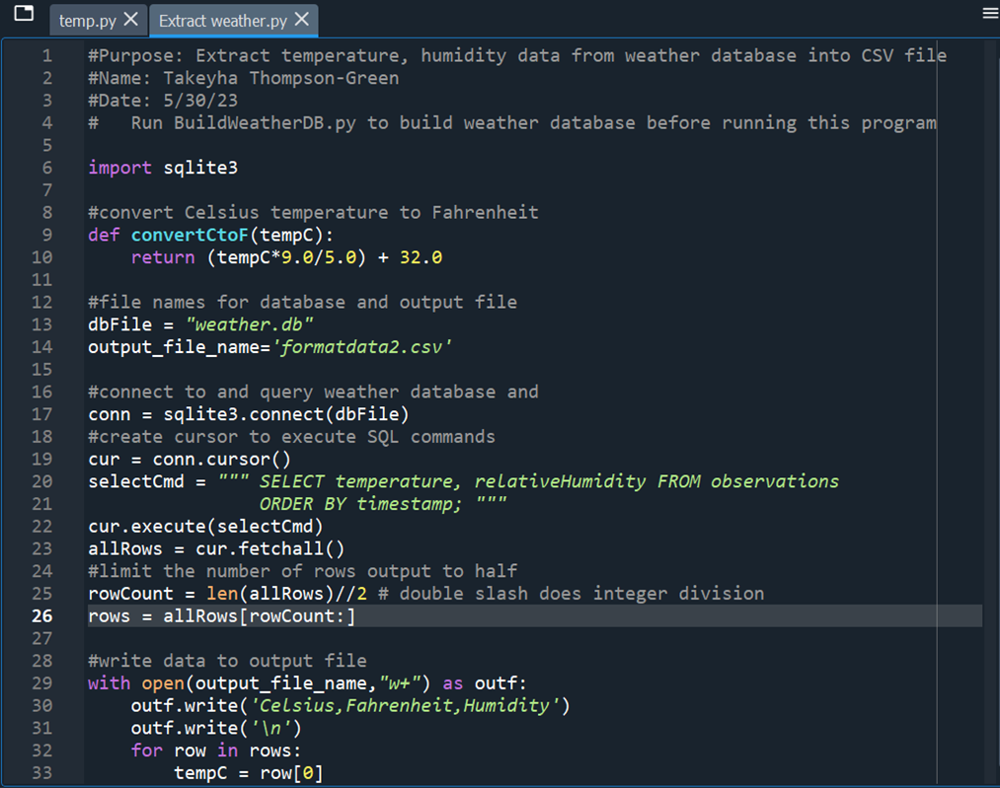 temp.py Extract weather.py
1 #Purpose: Extract temperature, humidity data from weather database into CSV file
2 #Name: Takeyha Thompson-Green
3 #Date: 5/30/23
4 #   Run BuildWeatherDB.py to build weather database before running this program
5
6 import sqlite3
7
8 #convert Celsius temperature to Fahrenheit
9 def convertCtoF(tempC):
10     return (tempC*9.0/5.0) + 32.0
11
12 #file names for database and output file
13 dbFile = "weather.db"
14 output_file_name='formatdata2.csv'
15
16 #connect to and query weather database and
17 conn = sqlite3.connect(dbFile)
18 #create cursor to execute SQL commands
19 cur = conn.cursor()
20 selectCmd = """ SELECT temperature, relativeHumidity FROM observations
21                 ORDER BY timestamp; """
22 cur.execute(selectCmd)
23 allRows = cur.fetchall()
24 #limit the number of rows output to half
25 rowCount = len(allRows)//2 # double slash does integer division
26 rows = allRows[rowCount:]
27
28 #write data to output file
29 with open(output_file_name,"w+") as outf:
30     outf.write('Celsius,Fahrenheit,Humidity')
31     outf.write('\n')
32     for row in rows:
33         tempC = row[0]